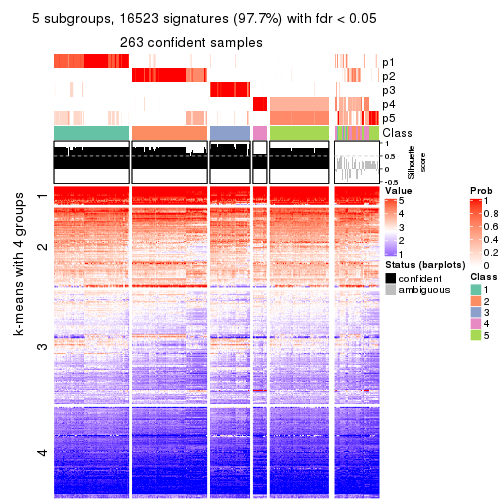 5 subgroups, 16523 signatures (97.7%) with fdr < 0.05
263 confident samples
p1
p2
p3
p4
p5
Class
1
0.5
0
-0.5
Silhouette
score
k-means with 4 groups
1
2
3
4
Value
5
4
3
2
1
Status (barplots)
confident
ambiguous
Prob
1
0.8
0.6
0.4
0.2
0
Class
1
2
3
4
5